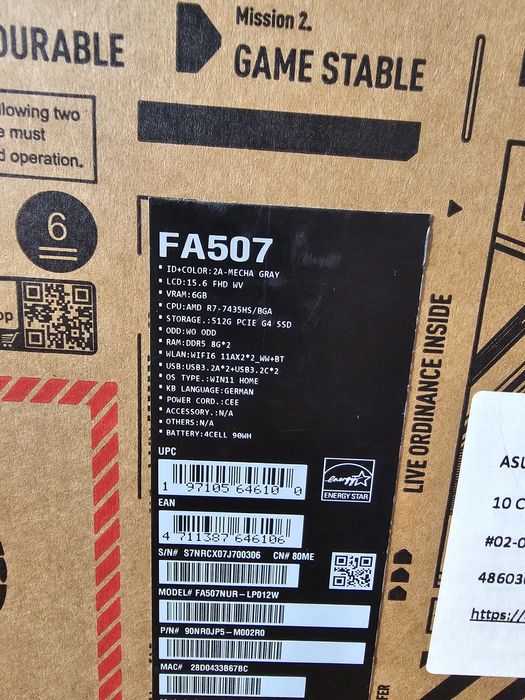 Mission 2.
GAME STABLE
and operation.
must
6
FA507
• ID+COLOR:2A-MECHA GRAY
• LCD:15.6 FHD WV
• VRAM:6GB
• CPU:AMD R7-7435HS/BGA
• STORAGE.:512G PCIE G4 SSD
• ODD:WO ODD
• RAM:DDR5 8G*2
• WLAN:WIFI6 11AX2*2_WW+BT
• USB:USB3.2A*2+USB3.2C*2
• OS TYPE.:WIN11 HOME
• KB LANGUAGE:GERMAN
• POWER CORD.:CEE
• ACCESSORY.:N/A
• OTHERS:N/A
• BATTERY:4CELL 90WH
UPC
1 97105 64610 0
energy
ENERGY STAR
EAN
4 711387 646106
S/N# S7NRCX07J700306 CN# 80ME
MODEL# FA507NUR-LP012W
P/N# 90NR0JP5-M002R0
MAC# 28D0433B67BC
LIVE ORDINANCE INSIDE
ASU
10 C
#02-0
48603
https://